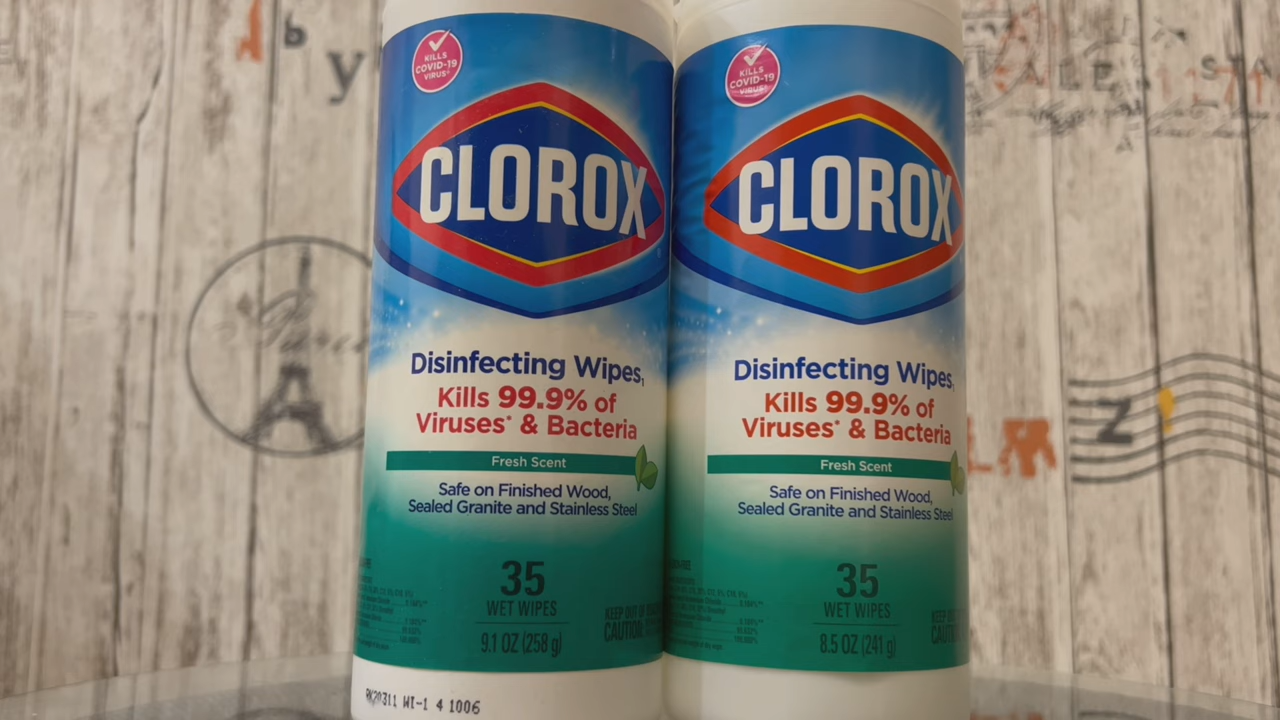 by
KILLS
COVID-19
VIRUS
CLOROX
Disinfecting Wipes
Kills 99.9% of
Viruses* & Bacteria
Fresh Scent
Safe on Finished Wood,
Sealed Granite and Stainless Steel
35
WET WIPES
9.1 OZ (258 g)
KEEP OUT OF
CAUTION
WI-1 4 1006
KILLS
COVID-19
VIRUS
CLOROX
Disinfecting Wipes
Kills 99.9% of
Viruses* & Bacteria
Fresh Scent
Safe on Finished Wood,
Sealed Granite and Stainless Steel
35
WET WIPES
8.5 OZ (241 g)
Paris